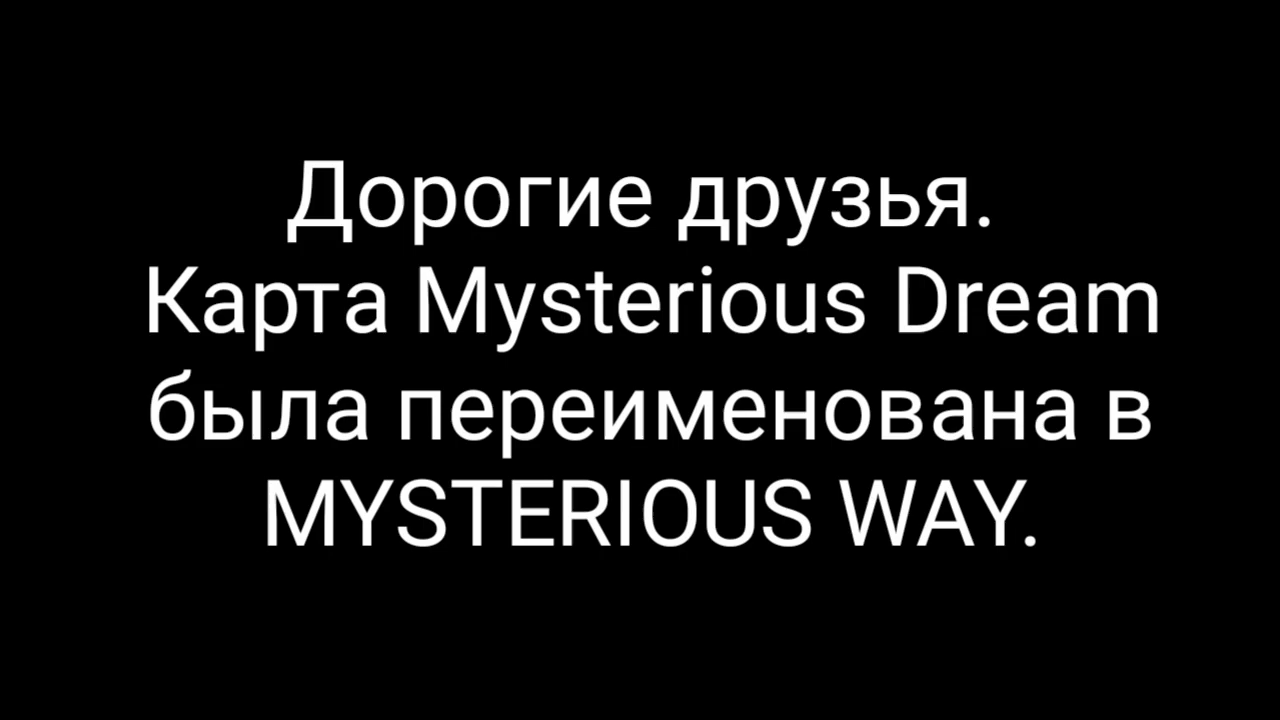 Дорогие друзья.
Карта Mysterious Dream
была переименована в
MYSTERIOUS WAY.